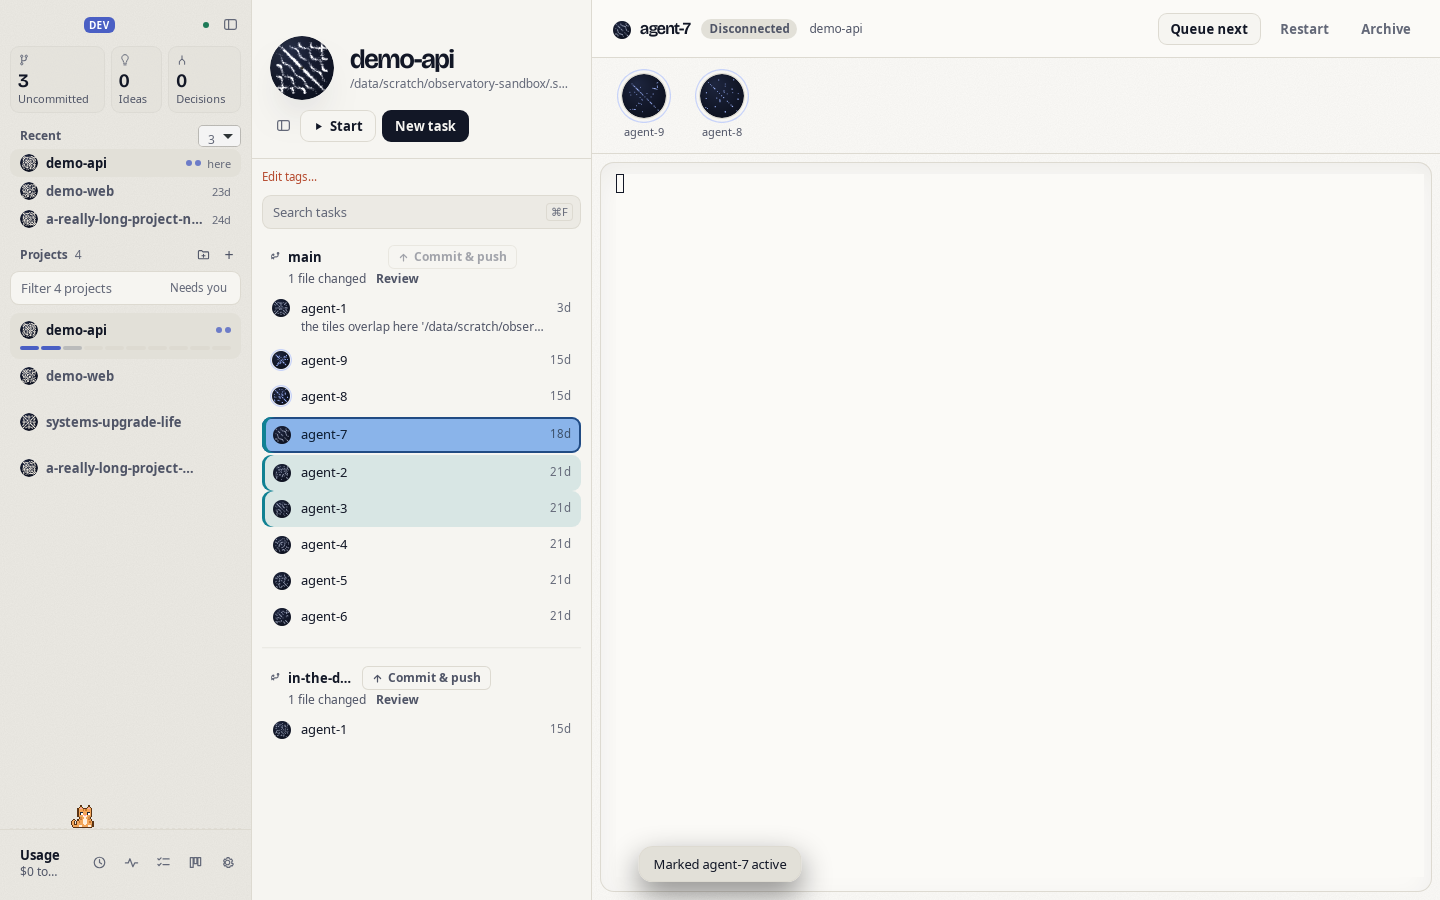 DEV
3
Uncommitted
0
Ideas
0
Decisions
Recent
3
demo-api
here
demo-web
23d
a-really-long-project-n...
24d
Projects 4
Filter 4 projects
Needs you
demo-api
demo-web
systems-upgrade-life
a-really-long-project-...
Usage
$0 to...
demo-api
/data/scratch/observatory-sandbox/.s...
Start
New task
Edit tags...
Search tasks
⌘F
main
Commit & push
1 file changed Review
agent-1
3d
the tiles overlap here '/data/scratch/obser...
agent-9
15d
agent-8
15d
agent-7
18d
agent-2
21d
agent-3
21d
agent-4
21d
agent-5
21d
agent-6
21d
in-the-d...
Commit & push
1 file changed Review
agent-1
15d
agent-7
Disconnected
demo-api
Queue next
Restart
Archive
agent-9
agent-8
Marked agent-7 active